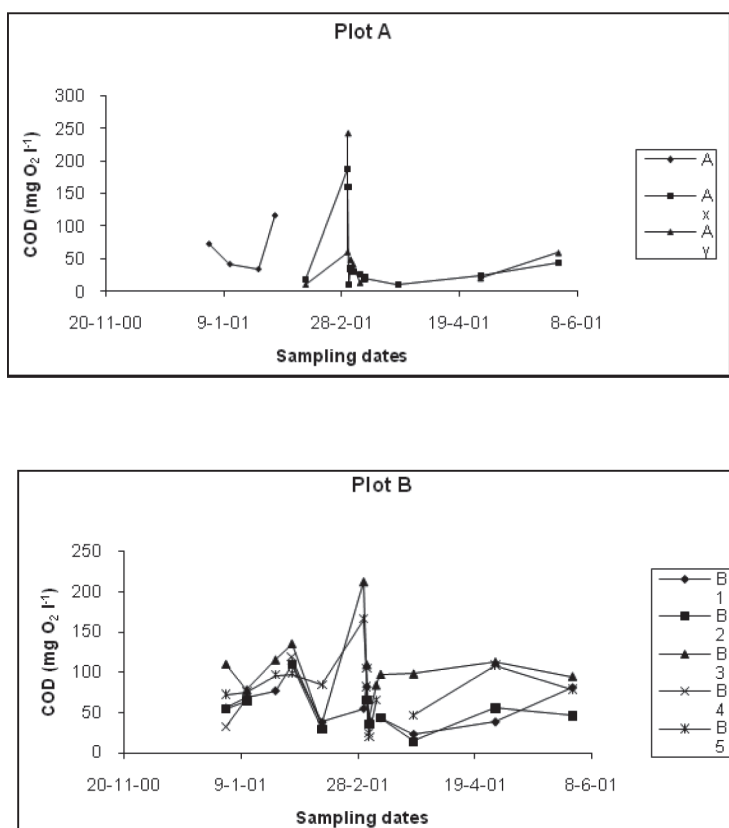 Plot A
COD (mg O₂ l⁻¹)
300
250
200
150
100
50
0
20-11-00 9-1-01 28-2-01 19-4-01 8-6-01
Sampling dates
A
A
x
A
y
Plot B
COD (mg O₂ l⁻¹)
250
200
150
100
50
0
20-11-00 9-1-01 28-2-01 19-4-01 8-6-01
Sampling dates
B
1
B
2
B
3
B
4
B
5